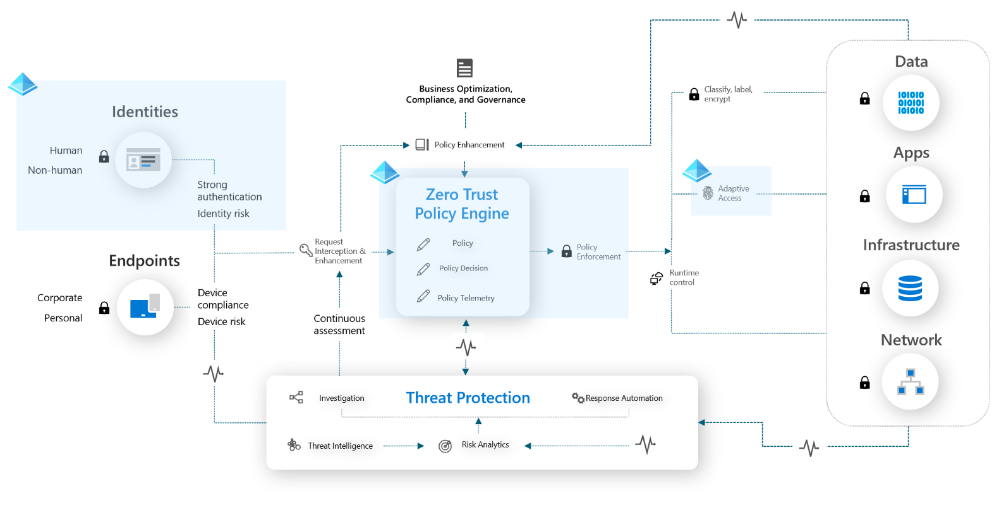 Data
101010
010101
101010
Business Optimization,
Compliance, and Governance
Classify, label,
encrypt
Identities
Human
Non-human
Policy Enhancement
Apps
Strong
authentication
Identity risk
Zero Trust
Policy Engine
Adaptive
Access
Policy
Policy Decision
Policy Telemetry
Request
Interception &
Enhancement
Policy
Enforcement
Infrastructure
Endpoints
Corporate
Personal
Device
compliance
Device risk
Runtime
control
Continuous
assessment
Network
Threat Protection
Investigation
Response Automation
Threat Intelligence
Risk Analytics